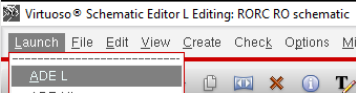 Virtuoso® Schematic Editor L Editing: RORC RO schematic
Launch File Edit View Create Check Options
ADE L